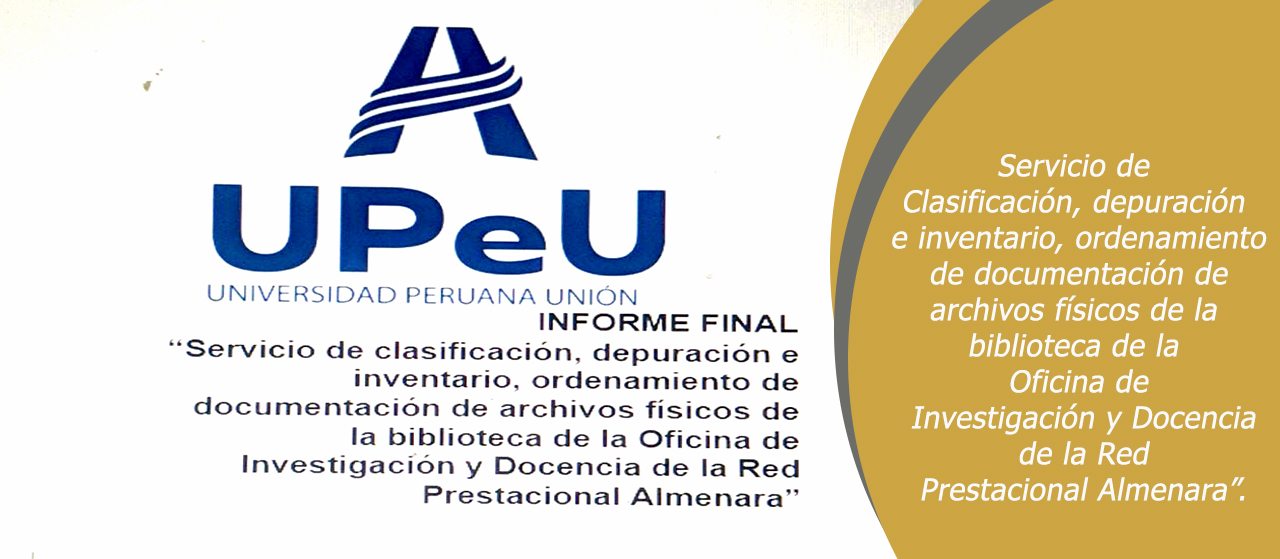 UPeU
UNIVERSIDAD PERUANA UNIÓN
INFORME FINAL
“Servicio de clasificación, depuración e
inventario, ordenamiento de
documentación de archivos físicos de
la biblioteca de la Oficina de
Investigación y Docencia de la Red
Prestacional Almenara”
Servicio de
Clasificación, depuración
e inventario, ordenamiento
de documentación de
archivos físicos de la
biblioteca de la
Oficina de
Investigación y Docencia
de la Red
Prestacional Almenara”.